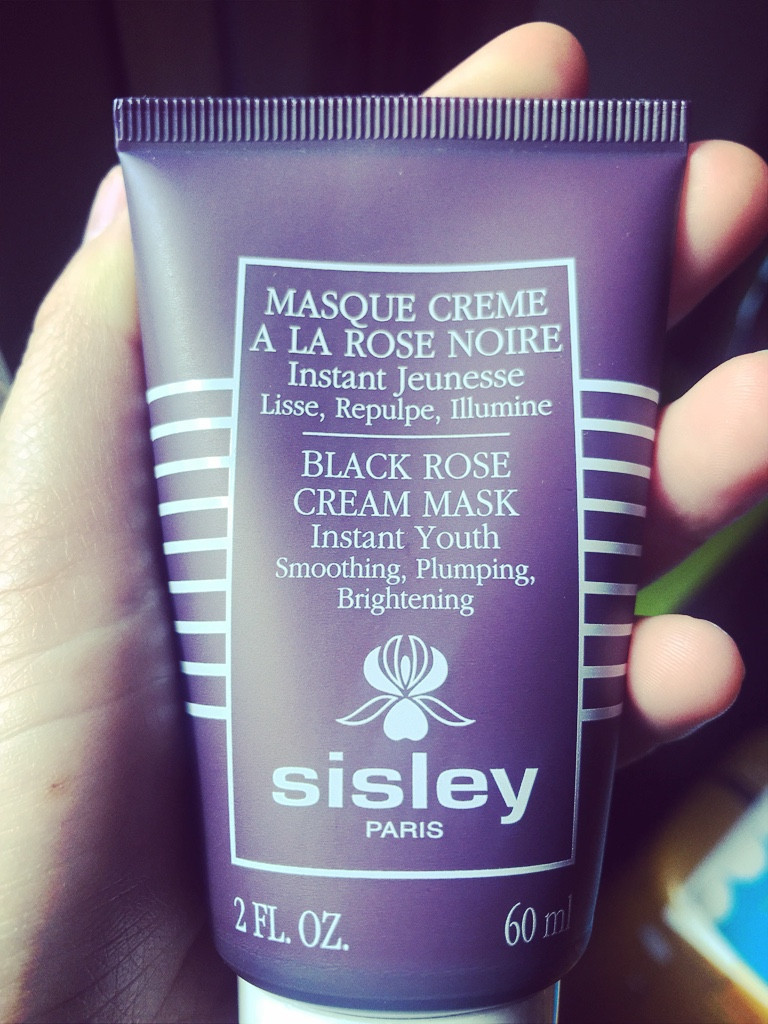 MASQUE CREME
A LA ROSE NOIRE
Instant Jeunesse
Lisse, Repulpe, Illumine
BLACK ROSE
CREAM MASK
Instant Youth
Smoothing, Plumping,
Brightening
sisley
PARIS
2 FL. OZ. 60 ml